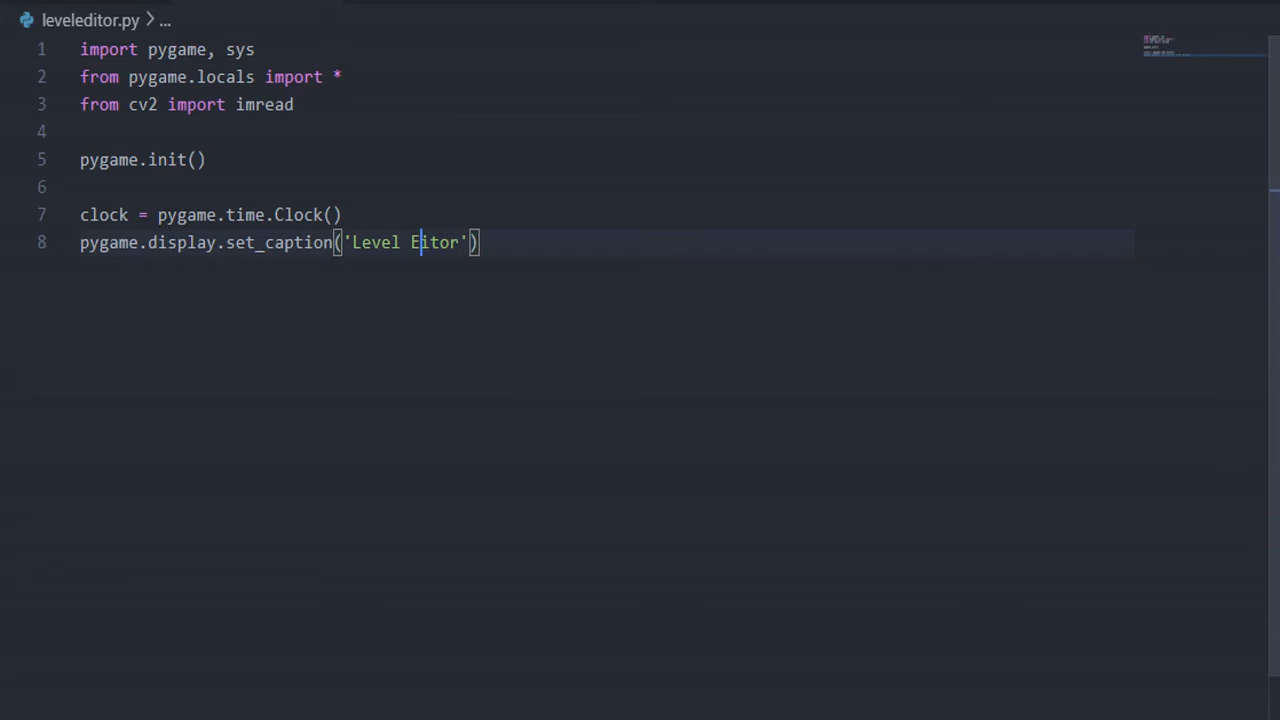 leveleditor.py > ...
1 import pygame, sys
2 from pygame.locals import *
3 from cv2 import imread
4
5 pygame.init()
6
7 clock = pygame.time.Clock()
8 pygame.display.set_caption('Level Eitor')